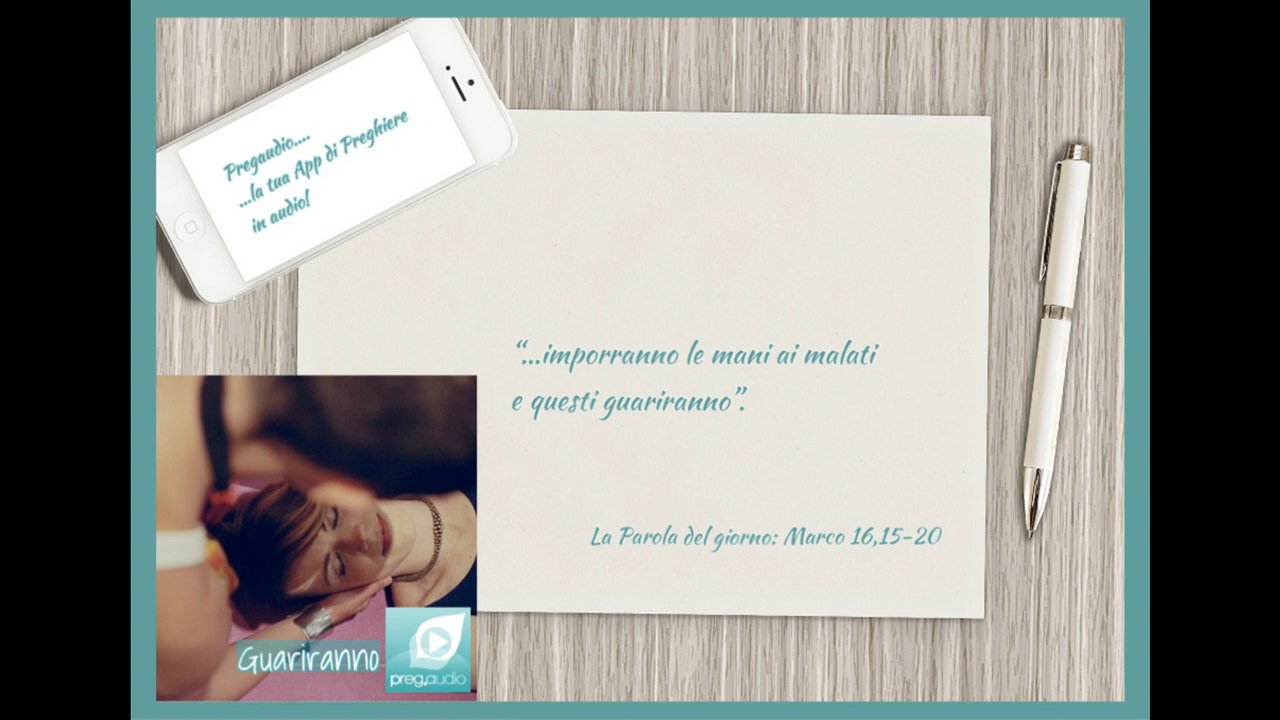 Pregaudio....
...la tua App di Preghiere
in audio!
“...imporranno le mani ai malati
e questi guariranno”.
La Parola del giorno: Marco 16,15-20
Guariranno
preg.audio